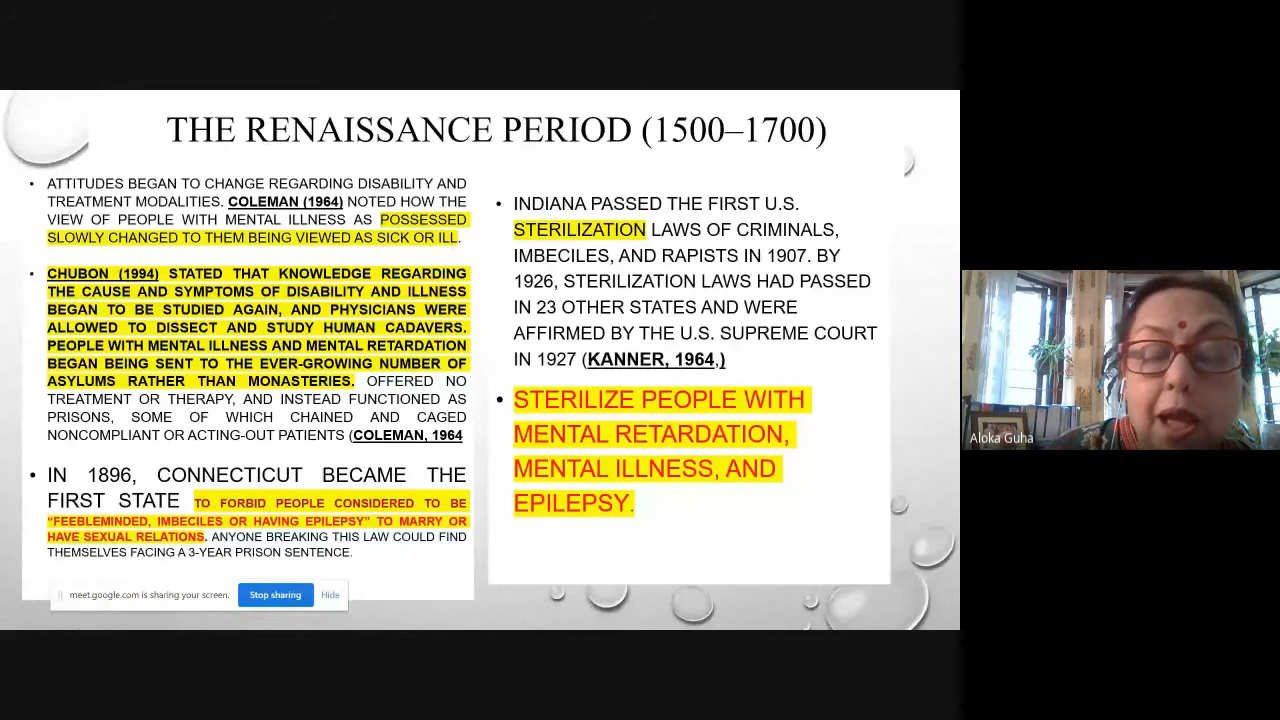 THE RENAISSANCE PERIOD (1500–1700)
• ATTITUDES BEGAN TO CHANGE REGARDING DISABILITY AND
TREATMENT MODALITIES. COLEMAN (1964) NOTED HOW THE
VIEW OF PEOPLE WITH MENTAL ILLNESS AS POSSESSED
SLOWLY CHANGED TO THEM BEING VIEWED AS SICK OR ILL.
• CHUBON (1994) STATED THAT KNOWLEDGE REGARDING
THE CAUSE AND SYMPTOMS OF DISABILITY AND ILLNESS
BEGAN TO BE STUDIED AGAIN, AND PHYSICIANS WERE
ALLOWED TO DISSECT AND STUDY HUMAN CADAVERS.
PEOPLE WITH MENTAL ILLNESS AND MENTAL RETARDATION
BEGAN BEING SENT TO THE EVER-GROWING NUMBER OF
ASYLUMS RATHER THAN MONASTERIES. OFFERED NO
TREATMENT OR THERAPY, AND INSTEAD FUNCTIONED AS
PRISONS, SOME OF WHICH CHAINED AND CAGED
NONCOMPLIANT OR ACTING-OUT PATIENTS (COLEMAN, 1964
• IN 1896, CONNECTICUT BECAME THE
FIRST STATE TO FORBID PEOPLE CONSIDERED TO BE
“FEEBLEMINDED, IMBECILES OR HAVING EPILEPSY” TO MARRY OR
HAVE SEXUAL RELATIONS. ANYONE BREAKING THIS LAW COULD FIND
THEMSELVES FACING A 3-YEAR PRISON SENTENCE.
• INDIANA PASSED THE FIRST U.S.
STERILIZATION LAWS OF CRIMINALS,
IMBECILES, AND RAPISTS IN 1907. BY
1926, STERILIZATION LAWS HAD PASSED
IN 23 OTHER STATES AND WERE
AFFIRMED BY THE U.S. SUPREME COURT
IN 1927 (KANNER, 1964,)
• STERILIZE PEOPLE WITH
MENTAL RETARDATION,
MENTAL ILLNESS, AND
EPILEPSY.
meet.google.com is sharing your screen. Stop sharing Hide
Aloka Guha